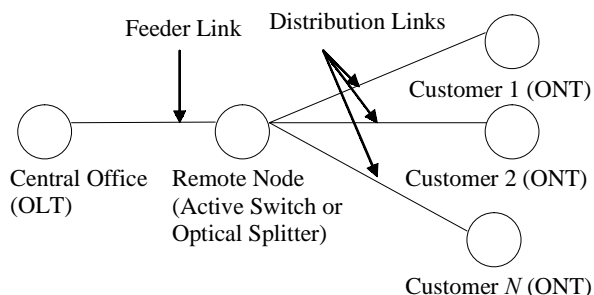 Feeder Link
Distribution Links
Customer 1 (ONT)
Central Office
(OLT)
Remote Node
(Active Switch or
Optical Splitter)
Customer 2 (ONT)
Customer N (ONT)